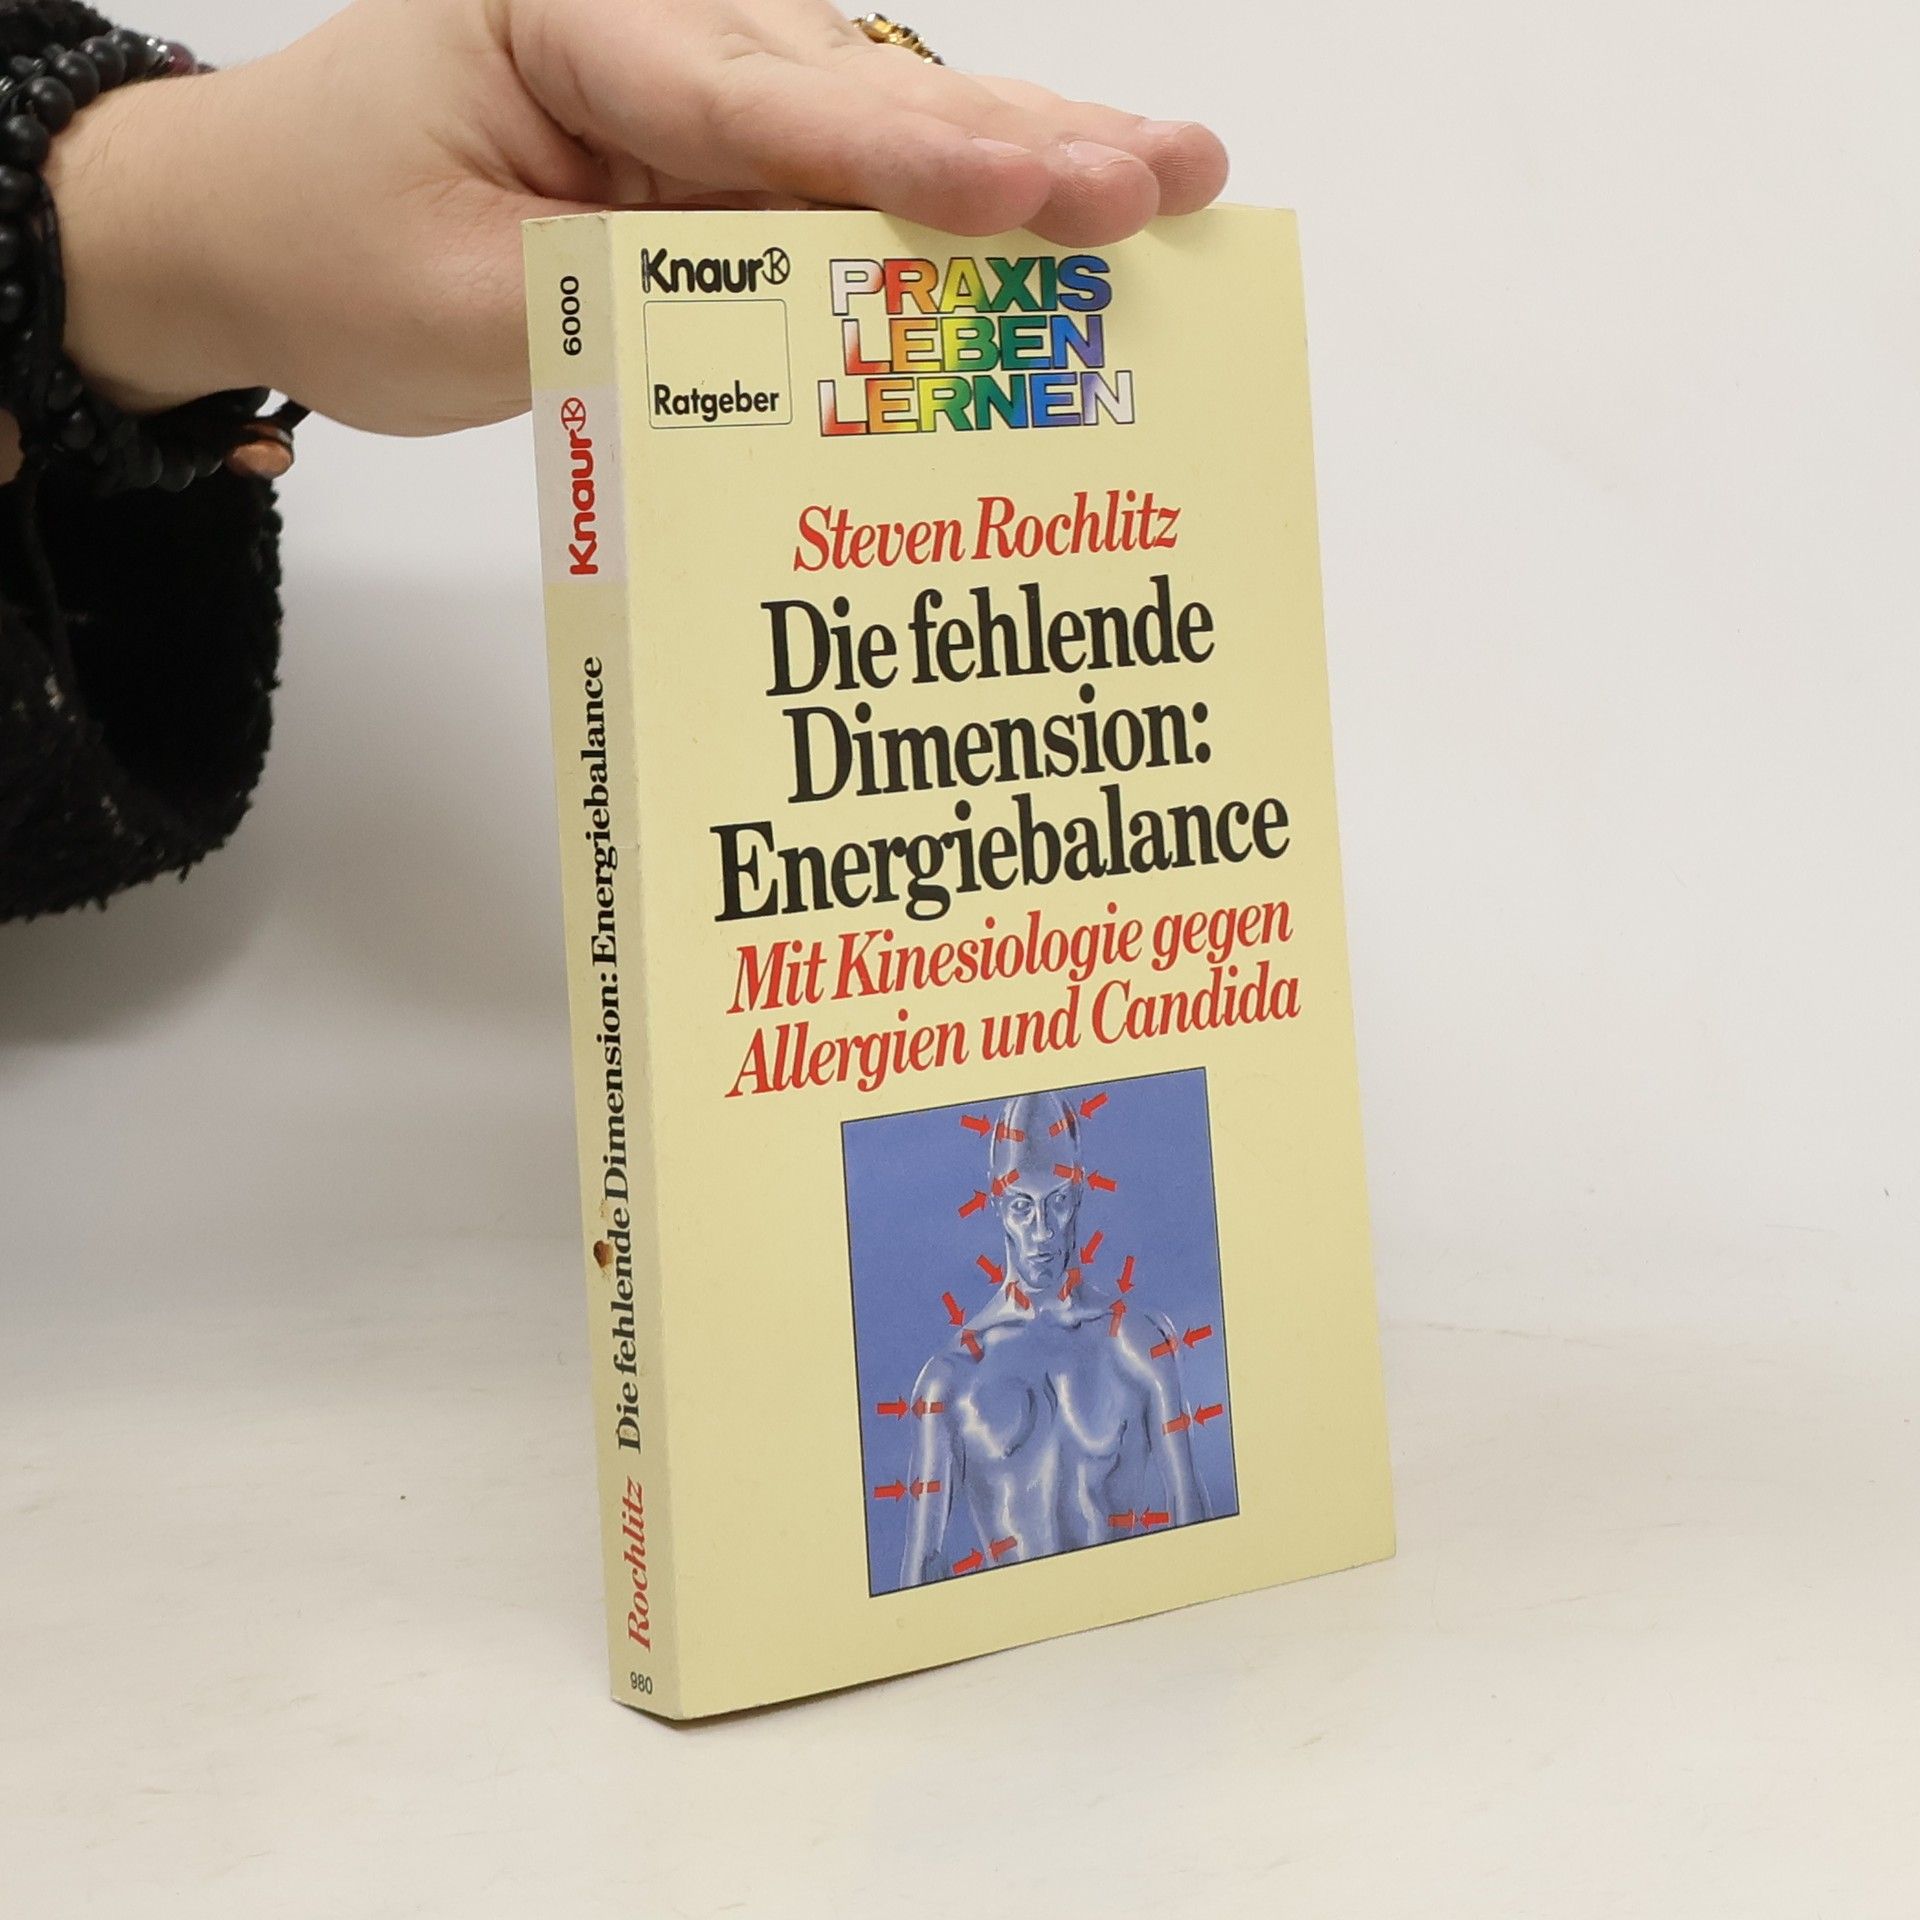 Knaur
Ratgeber
PRAXIS
LEBEN
LERNEN
Steven Rochlitz
Die fehlende
Dimension:
Energiebalance
Mit Kinesiologie gegen
Allergien und Candida
980 Rochlitz Die fehlende Dimension: Energiebalance Knaur 6000